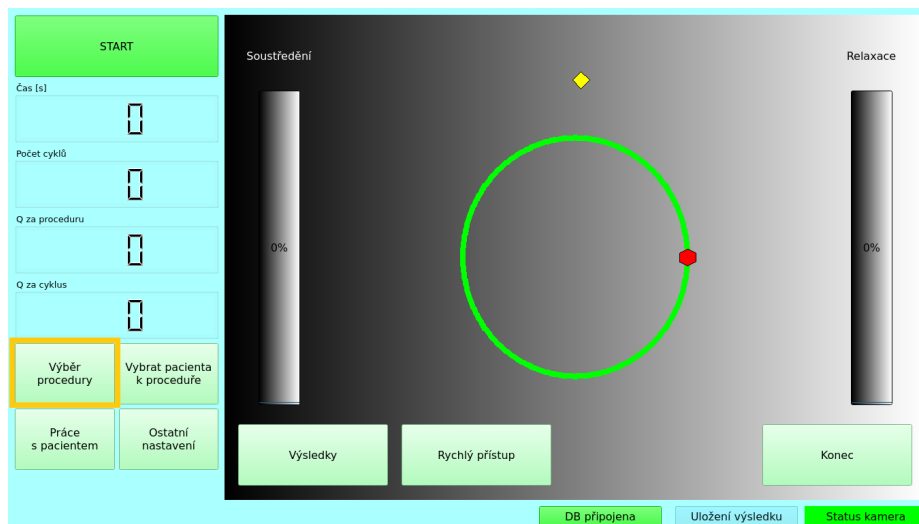 START
Soustředění
Relaxace
Čas [s]
0
Počet cyklů
0
Q za proceduru
0
0%
0%
Q za cyklus
0
Výběr
procedury
Vybrat pacienta
k proceduře
Práce
s pacientem
Ostatní
nastavení
Výsledky
Rychlý přístup
Konec
DB připojena
Uložení výsledku
Status kamera